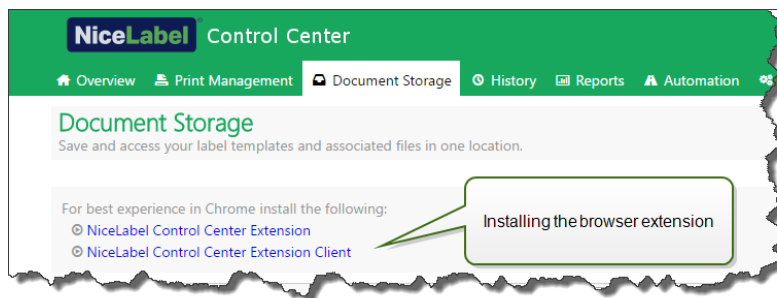 NiceLabel Control Center
Overview Print Management Document Storage History Reports Automation
Document Storage
Save and access your label templates and associated files in one location.
For best experience in Chrome install the following:
NiceLabel Control Center Extension
NiceLabel Control Center Extension Client
Installing the browser extension